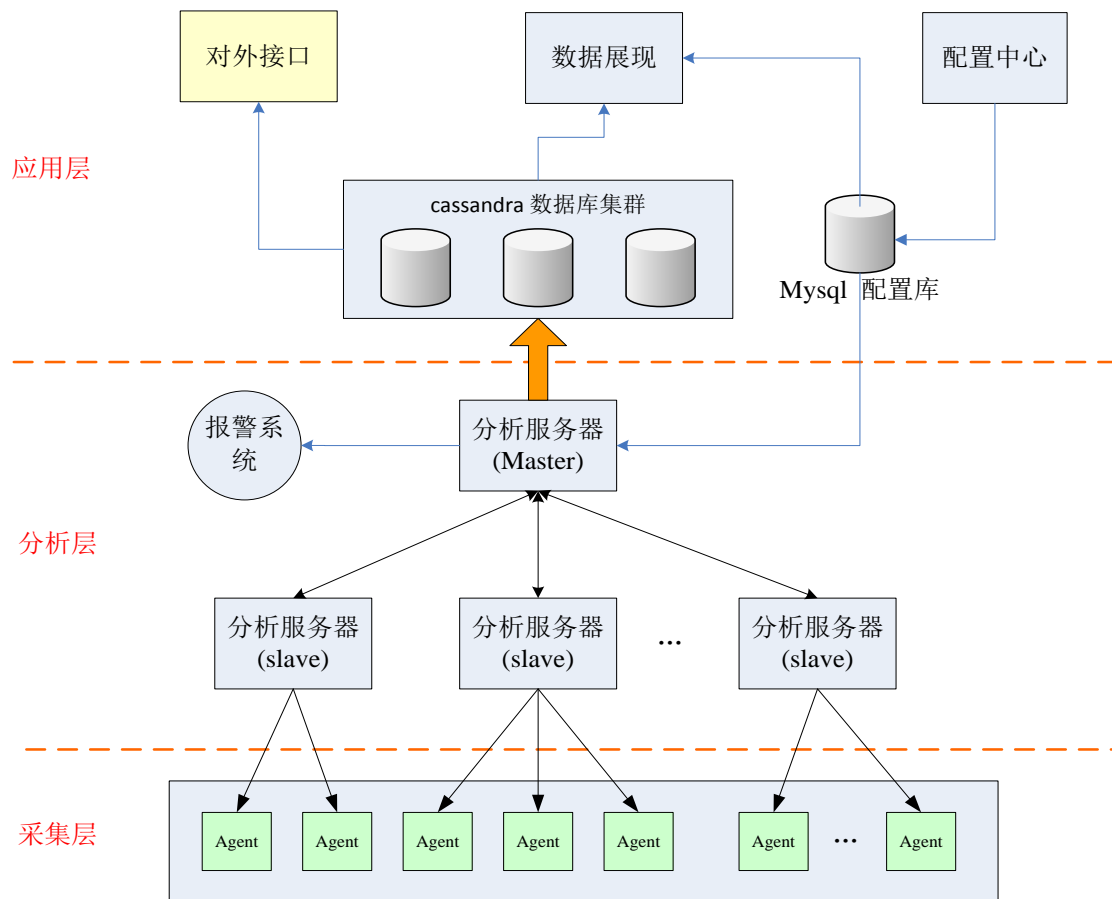 对外接口
数据展现
配置中心
应用层
cassandra 数据库集群
Mysql 配置库
报警系
统
分析服务器
(Master)
分析层
分析服务器
(slave)
分析服务器
(slave)
...
分析服务器
(slave)
采集层
Agent
Agent
Agent
Agent
Agent
Agent
...
Agent